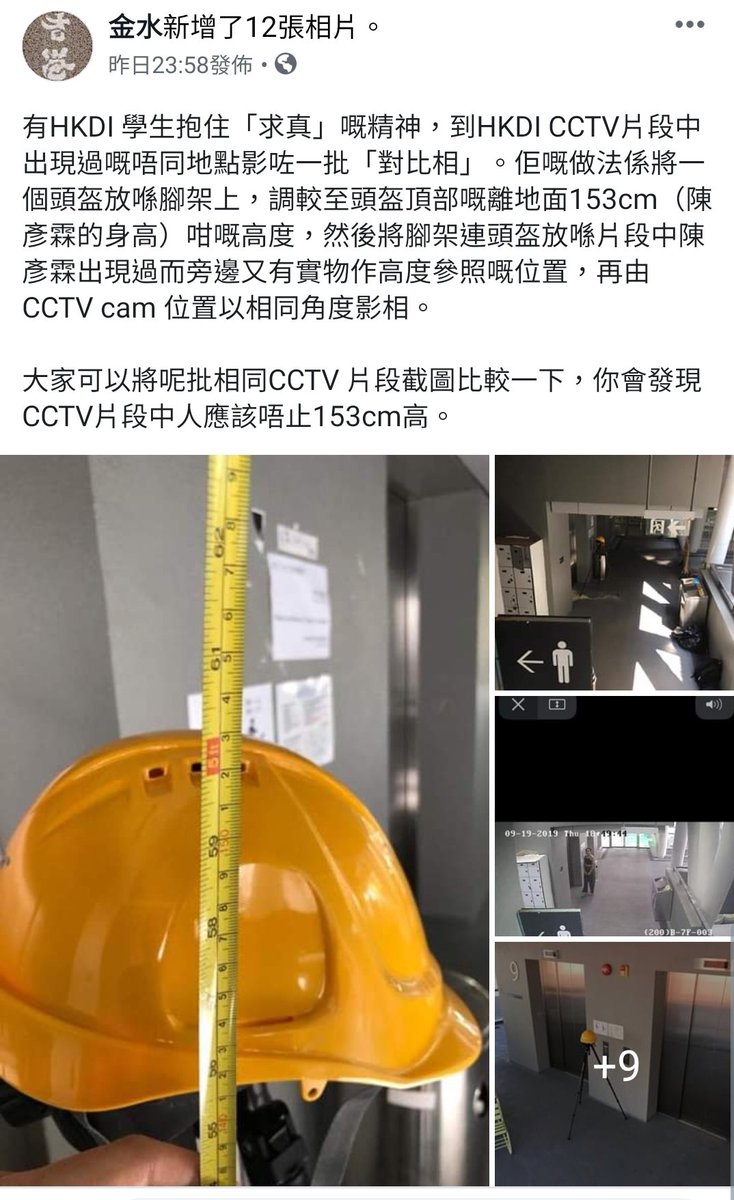 金水新增了12張相片。
昨日23:58發佈
有HKDI 學生抱住「求真」嘅精神，到HKDI CCTV片段中
出現過嘅唔同地點影咗一批「對比相」。佢嘅做法係將一
個頭盔放喺腳架上，調較至頭盔頂部嘅離地面153cm（陳
彥霖的身高）咁嘅高度，然後將腳架連頭盔放喺片段中陳
彥霖出現過而旁邊又有實物作高度參照嘅位置，再由
CCTV cam 位置以相同角度影相。
大家可以將呢批相同CCTV 片段截圖比較一下，你會發現
CCTV片段中人應該唔止153cm高。
62
61
5ft
59
58
56
55
09-19-2019 Thu 18:49:44
(200)B-7F-003
9
+9